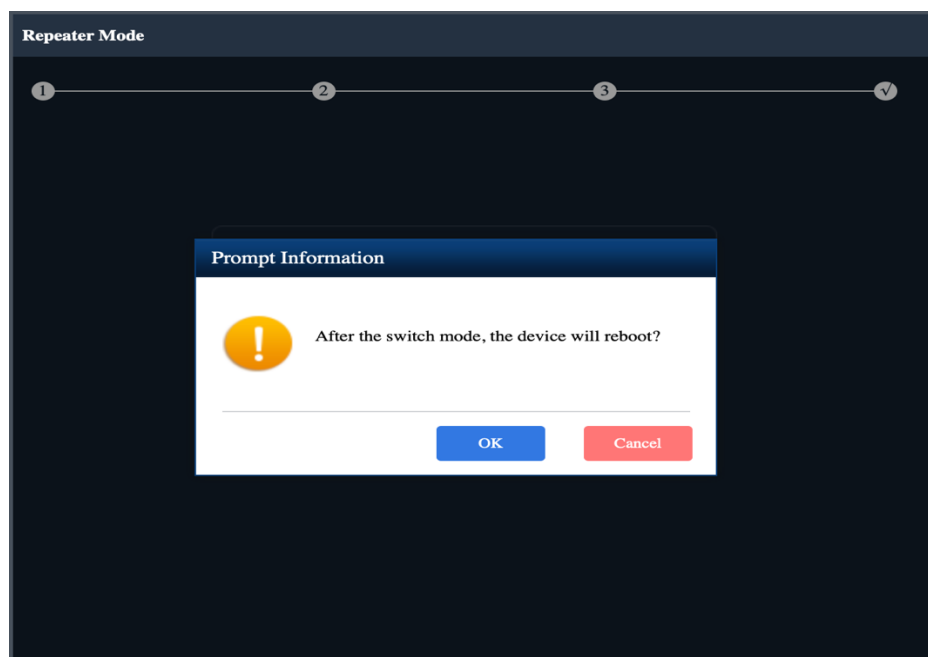 Repeater Mode
1 2 3 √
Prompt Information
After the switch mode, the device will reboot?
OK Cancel